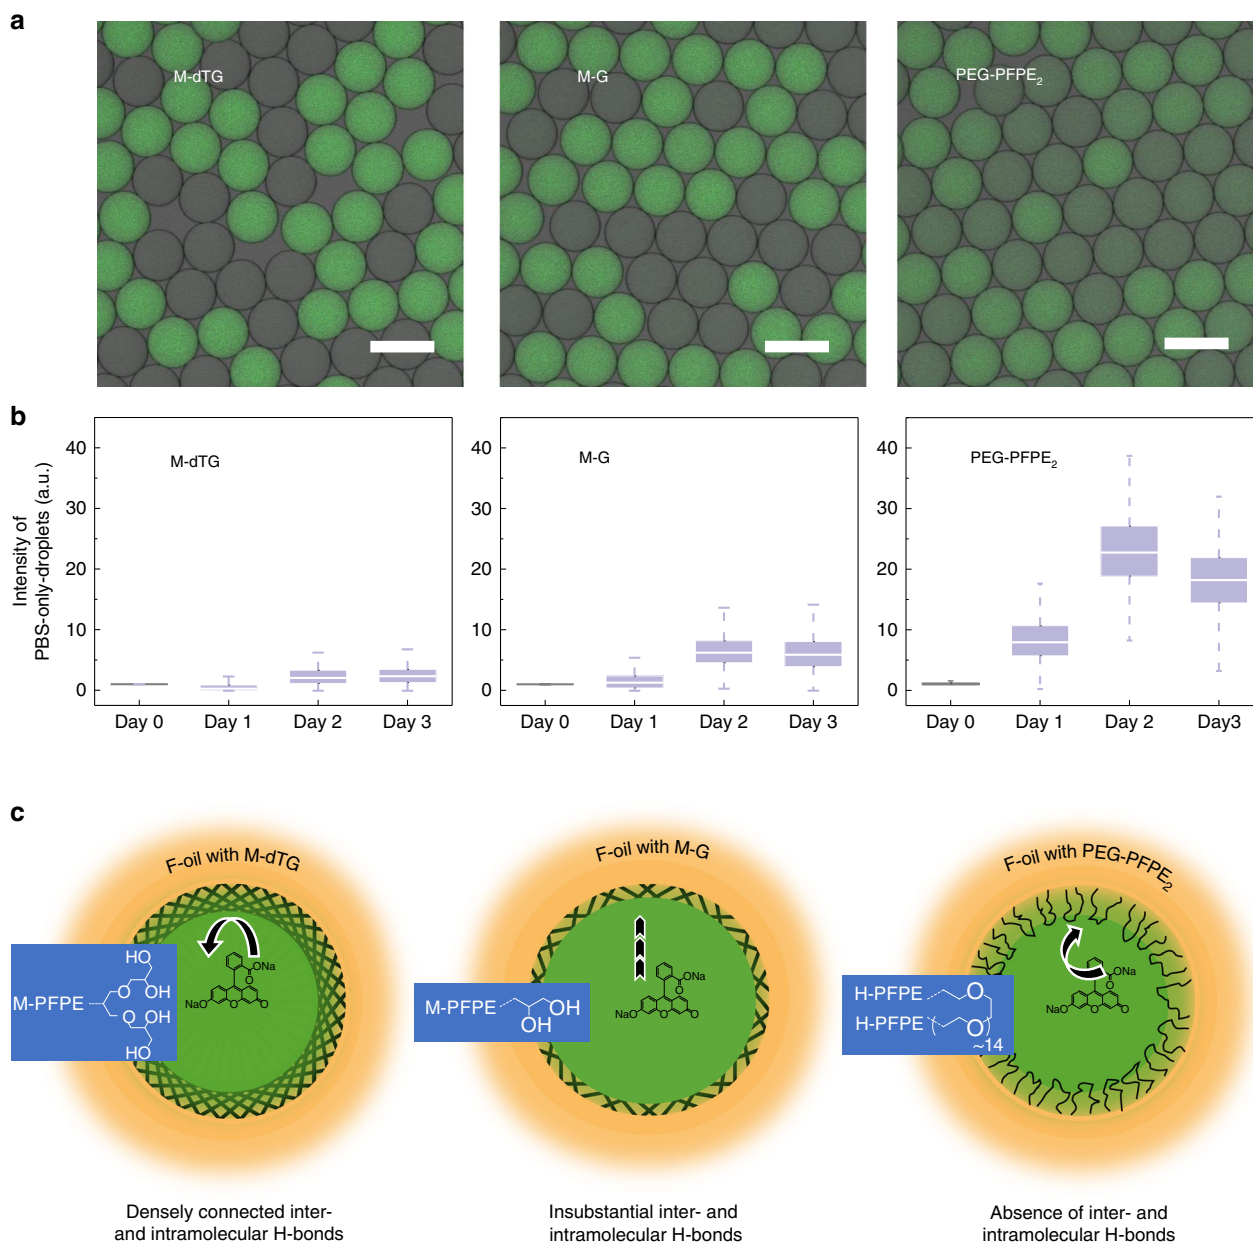 a
M-dTG
M-G
PEG-PFPE₂
b
Intensity of
PBS-only-droplets (a.u.)
40
30
20
10
0
M-dTG
Day 0 Day 1 Day 2 Day 3
40
30
20
10
0
M-G
Day 0 Day 1 Day 2 Day 3
40
30
20
10
0
PEG-PFPE₂
Day 0 Day 1 Day 2 Day3
c
F-oil with M-dTG
ONa
O
NaO
O
O
HO
OH
O
M-PFPE
O
OH
HO
Densely connected inter-
and intramolecular H-bonds
F-oil with M-G
ONa
O
NaO
O
O
M-PFPE
OH
OH
Insubstantial inter- and
intramolecular H-bonds
F-oil with PEG-PFPE₂
ONa
O
NaO
O
O
H-PFPE
O
H-PFPE
( O )
~14
Absence of inter- and
intramolecular H-bonds